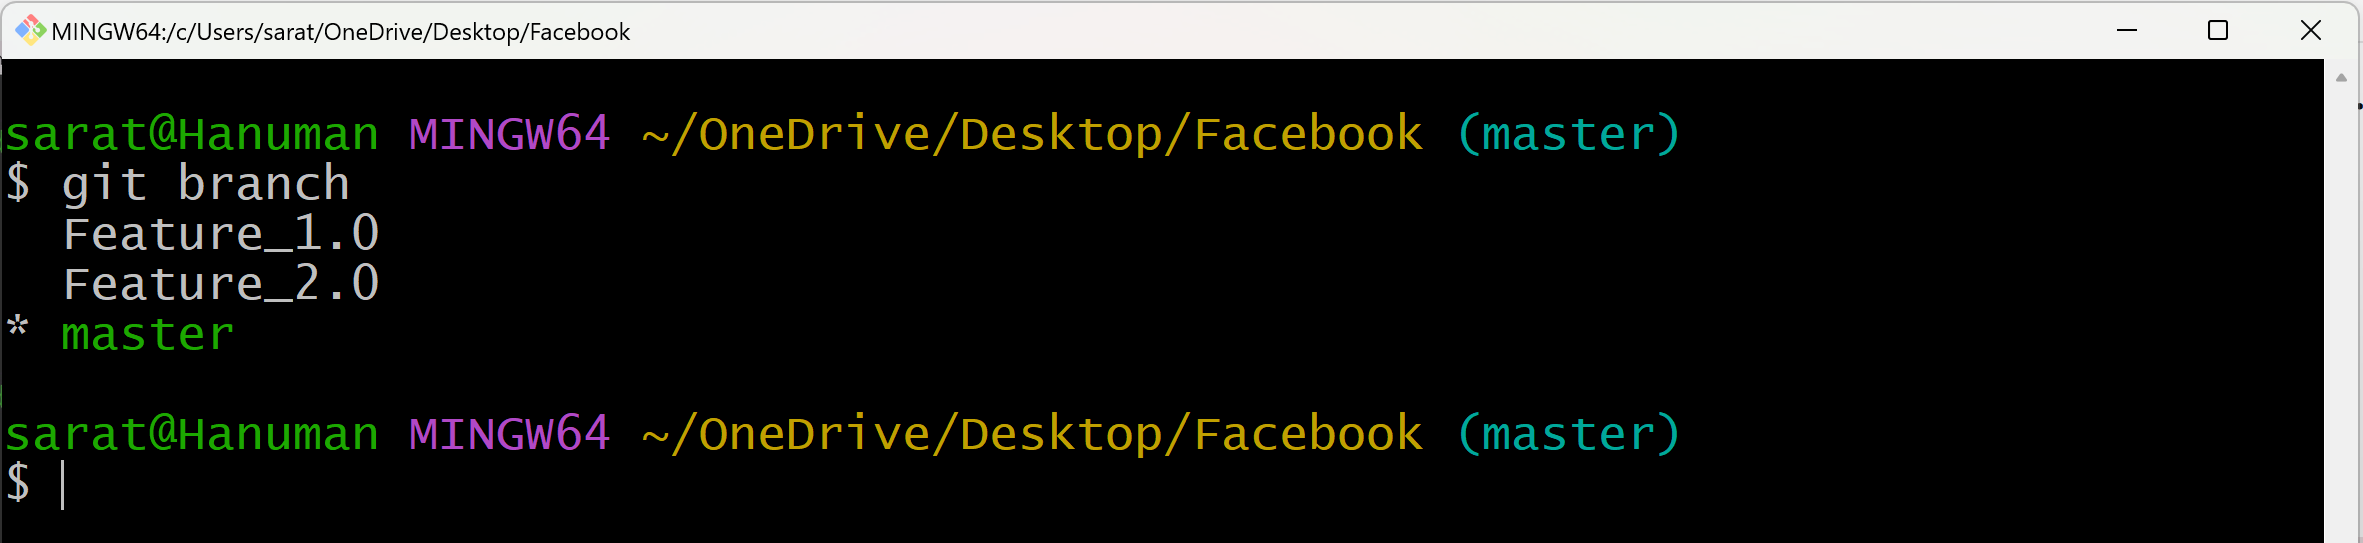 MINGW64:/c/Users/sarat/OneDrive/Desktop/Facebook
sarat@Hanuman MINGW64 ~/OneDrive/Desktop/Facebook (master)
$ git branch
  Feature_1.0
  Feature_2.0
* master
sarat@Hanuman MINGW64 ~/OneDrive/Desktop/Facebook (master)
$